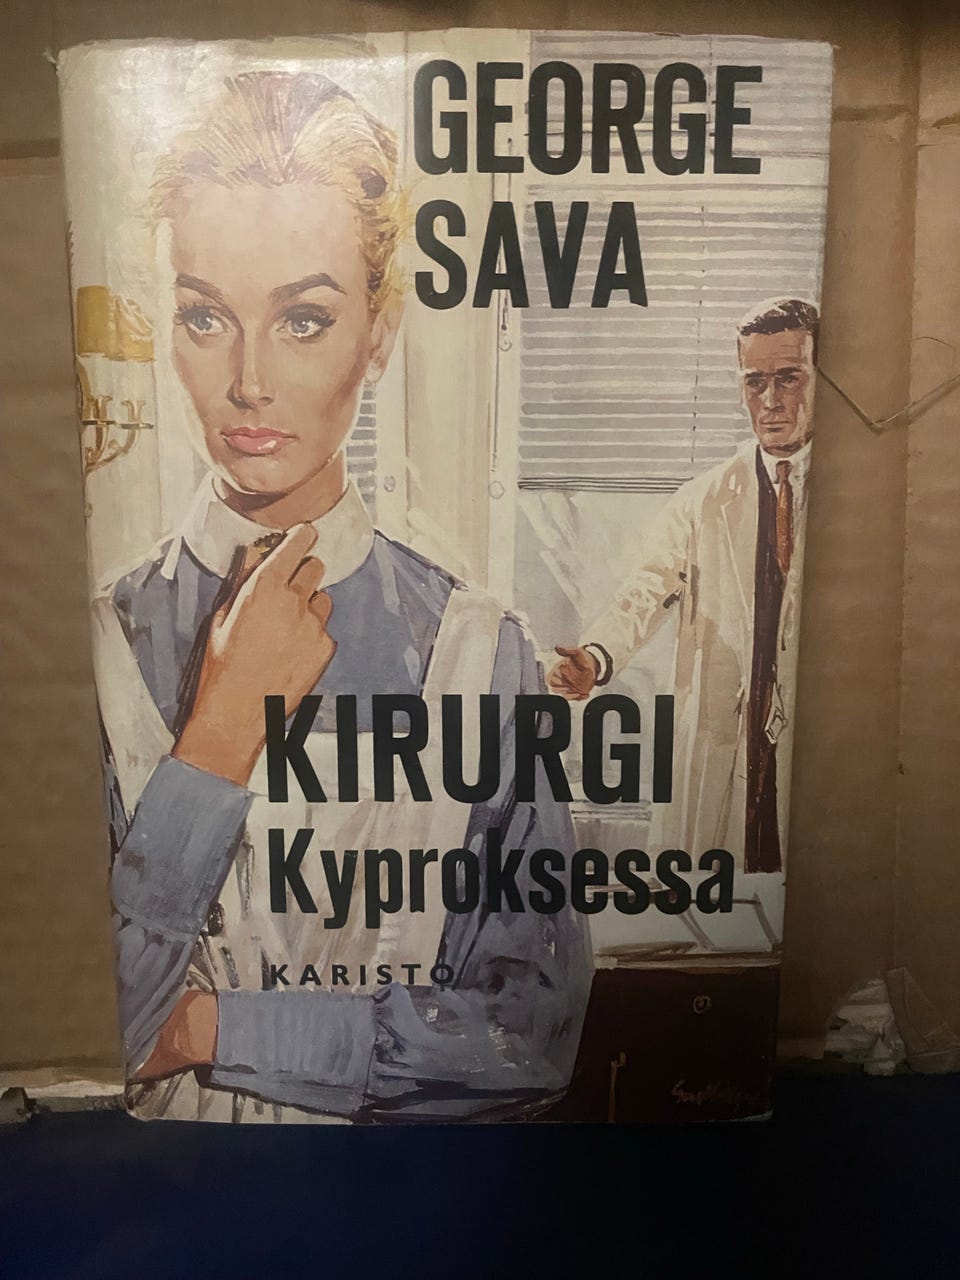 GEORGE
SAVA
KIRURGI
Kyproksessa
KARISTO